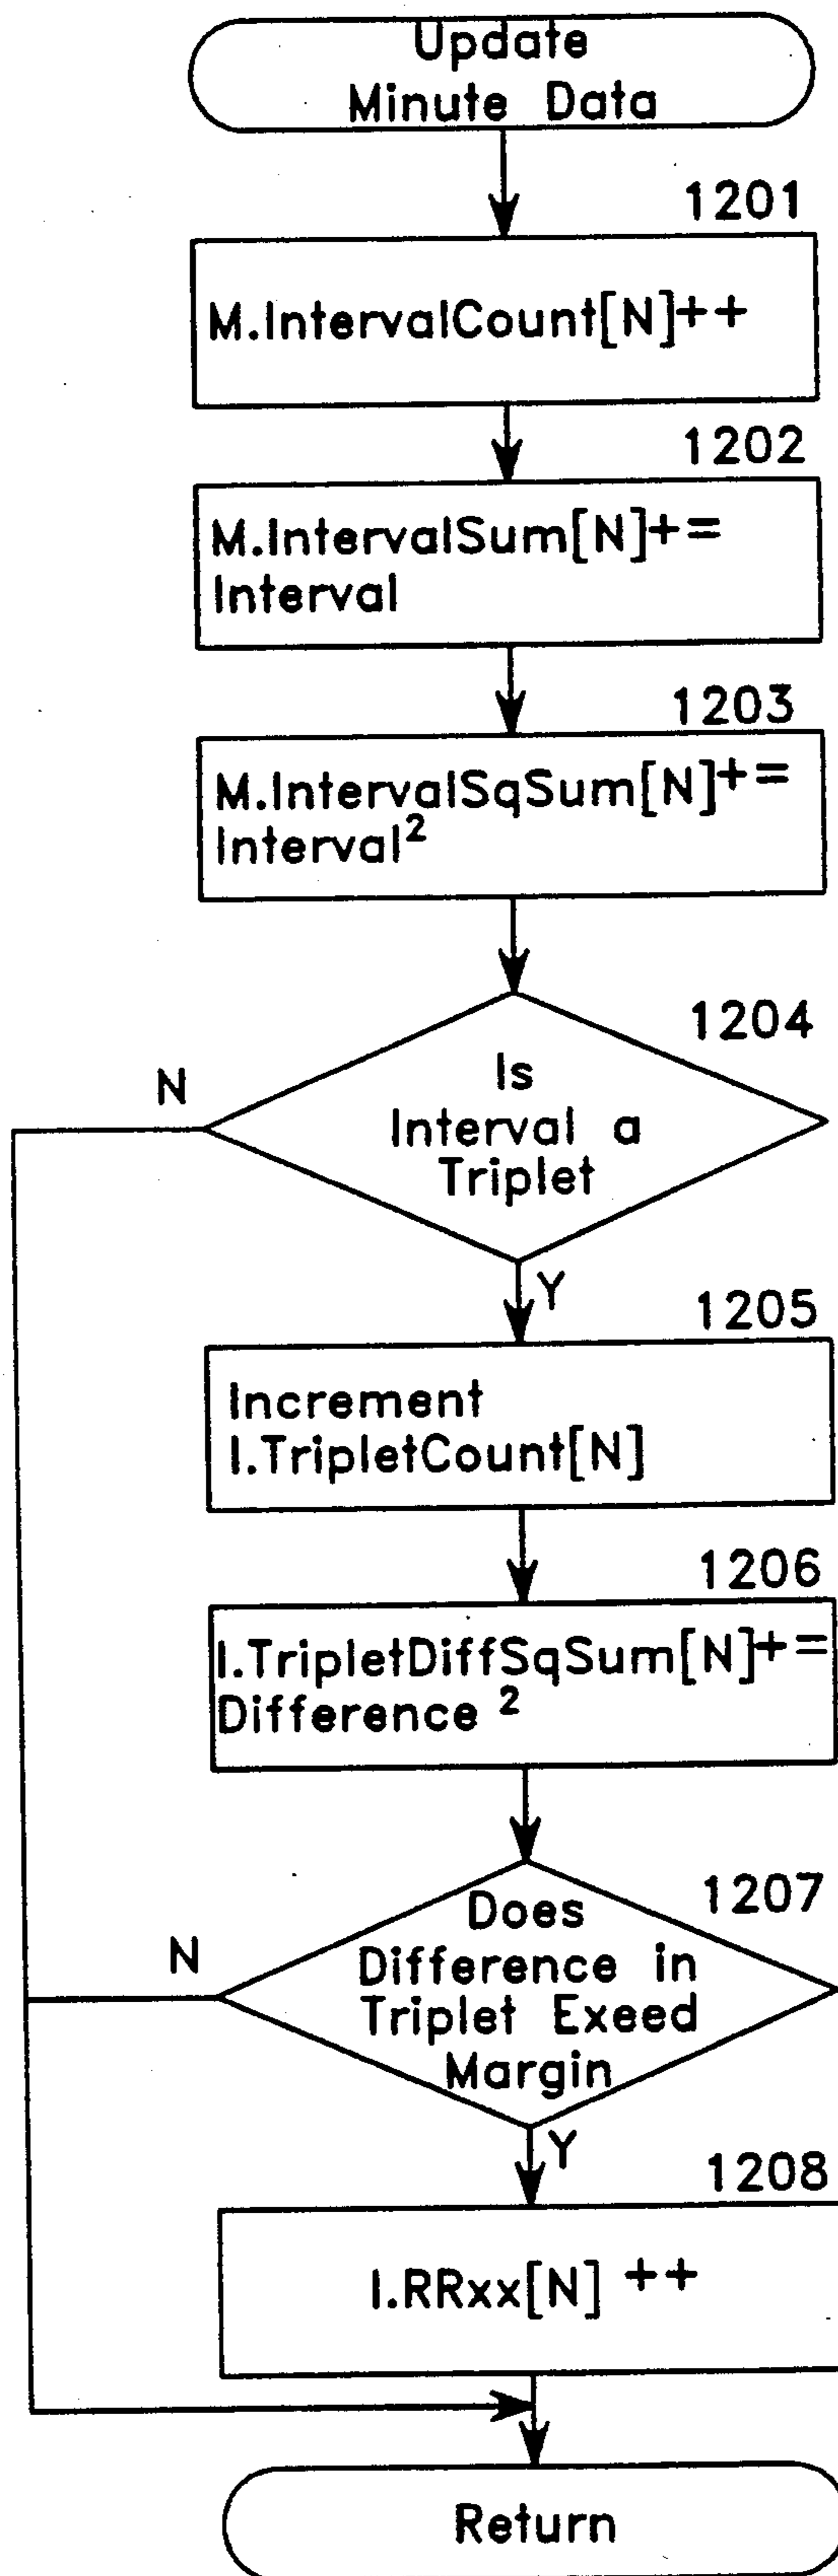 Update
Minute Data
1201
M.IntervalCount[N]++
1202
M.IntervalSum[N]+=
Interval
1203
M.IntervalSqSum[N]+=
Interval²
1204
N
Is
Interval a
Triplet
Y
1205
Increment
I.TripletCount[N]
1206
I.TripletDiffSqSum[N]+=
Difference ²
1207
N
Does
Difference in
Triplet Exeed
Margin
Y
1208
I.RRxx[N] ++
Return